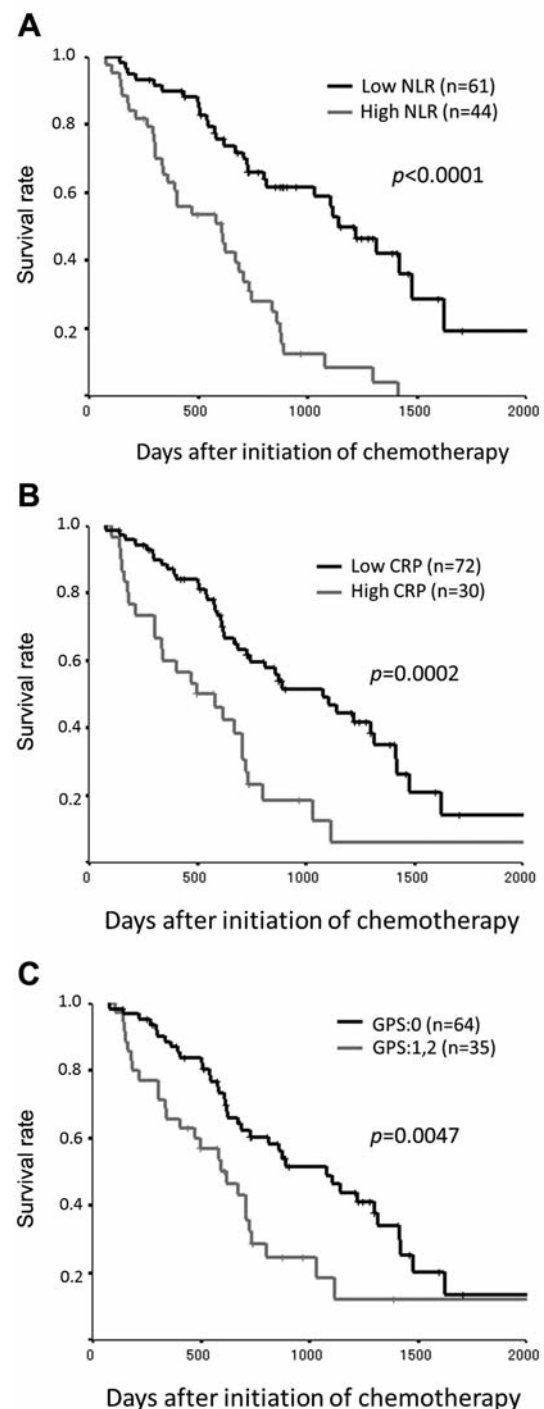 A
1.0
0.8
0.6
0.4
0.2
Survival rate
Low NLR (n=61)
High NLR (n=44)
p<0.0001
0 500 1000 1500 2000
Days after initiation of chemotherapy
B
1.0
0.8
0.6
0.4
0.2
Survival rate
Low CRP (n=72)
High CRP (n=30)
p=0.0002
0 500 1000 1500 2000
Days after initiation of chemotherapy
C
1.0
0.8
0.6
0.4
0.2
Survival rate
GPS:0 (n=64)
GPS:1,2 (n=35)
p=0.0047
0 500 1000 1500 2000
Days after initiation of chemotherapy